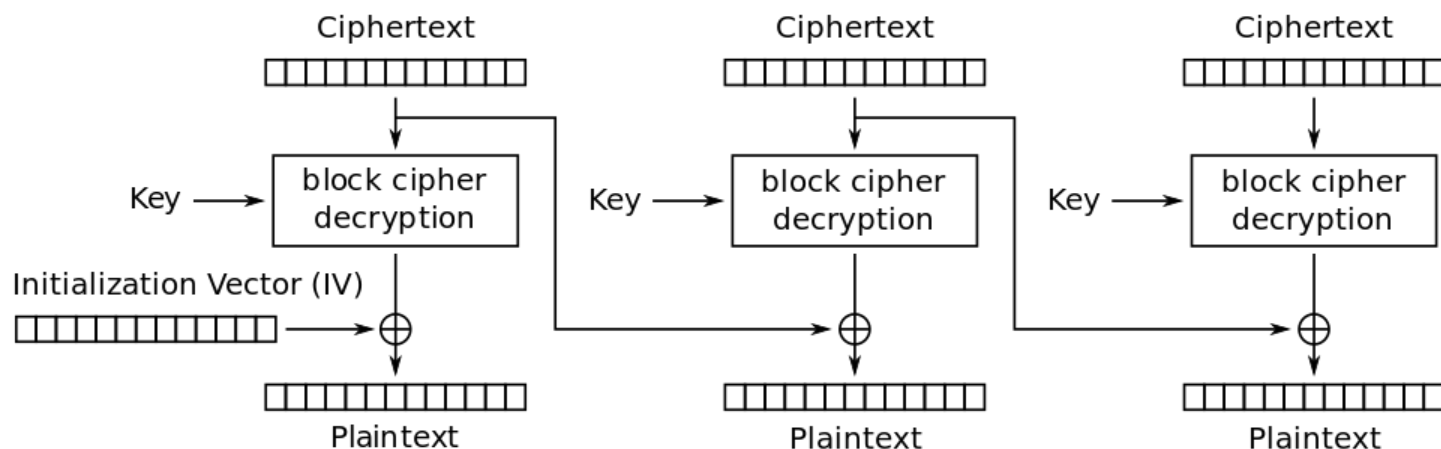 Ciphertext
Ciphertext
Ciphertext
Key
block cipher
decryption
Key
block cipher
decryption
Key
block cipher
decryption
Initialization Vector (IV)
Plaintext
Plaintext
Plaintext